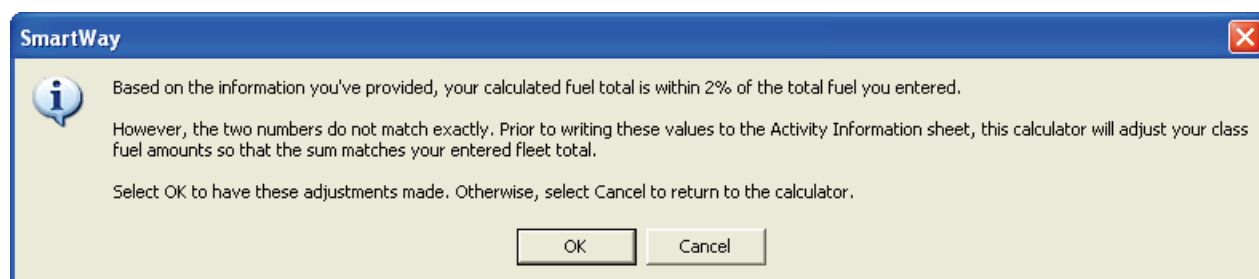 SmartWay
Based on the information you've provided, your calculated fuel total is within 2% of the total fuel you entered.
However, the two numbers do not match exactly. Prior to writing these values to the Activity Information sheet, this calculator will adjust your class
fuel amounts so that the sum matches your entered fleet total.
Select OK to have these adjustments made. Otherwise, select Cancel to return to the calculator.
OK Cancel